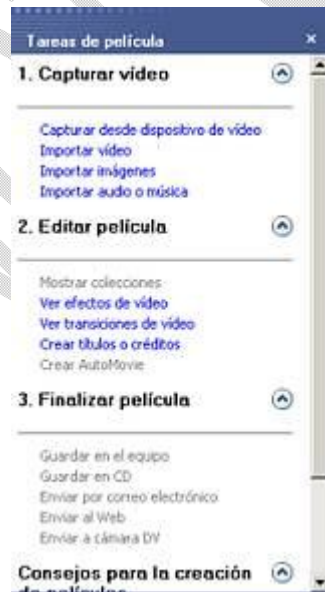 Tareas de película
1. Capturar vídeo
Capturar desde dispositivo de vídeo
Importar vídeo
Importar imágenes
Importar audio o música
2. Editar película
Mostrar colecciones
Ver efectos de vídeo
Ver transiciones de vídeo
Crear títulos o créditos
Crear AutoMovie
3. Finalizar película
Guardar en el equipo
Guardar en CD
Enviar por correo electrónico
Enviar al Web
Enviar a cámara DV
Consejos para la creación
de películas